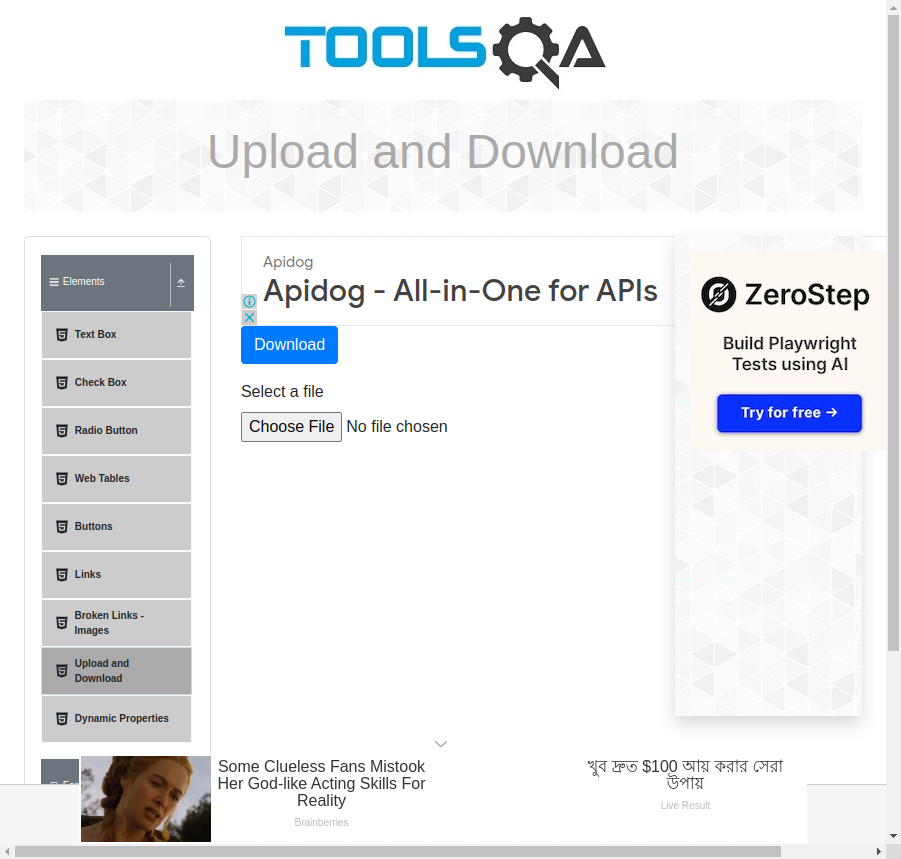 TOOLSQA
Upload and Download
Elements
Text Box
Check Box
Radio Button
Web Tables
Buttons
Links
Broken Links -
Images
Upload and
Download
Dynamic Properties
Apidog
Apidog - All-in-One for APIs
Download
Select a file
Choose File No file chosen
ZeroStep
Build Playwright
Tests using AI
Try for free →
Some Clueless Fans Mistook
Her God-like Acting Skills For
Reality
Brainberries
খুব দ্রুত $100 আয় করার সেরা
উপায়
Live Result